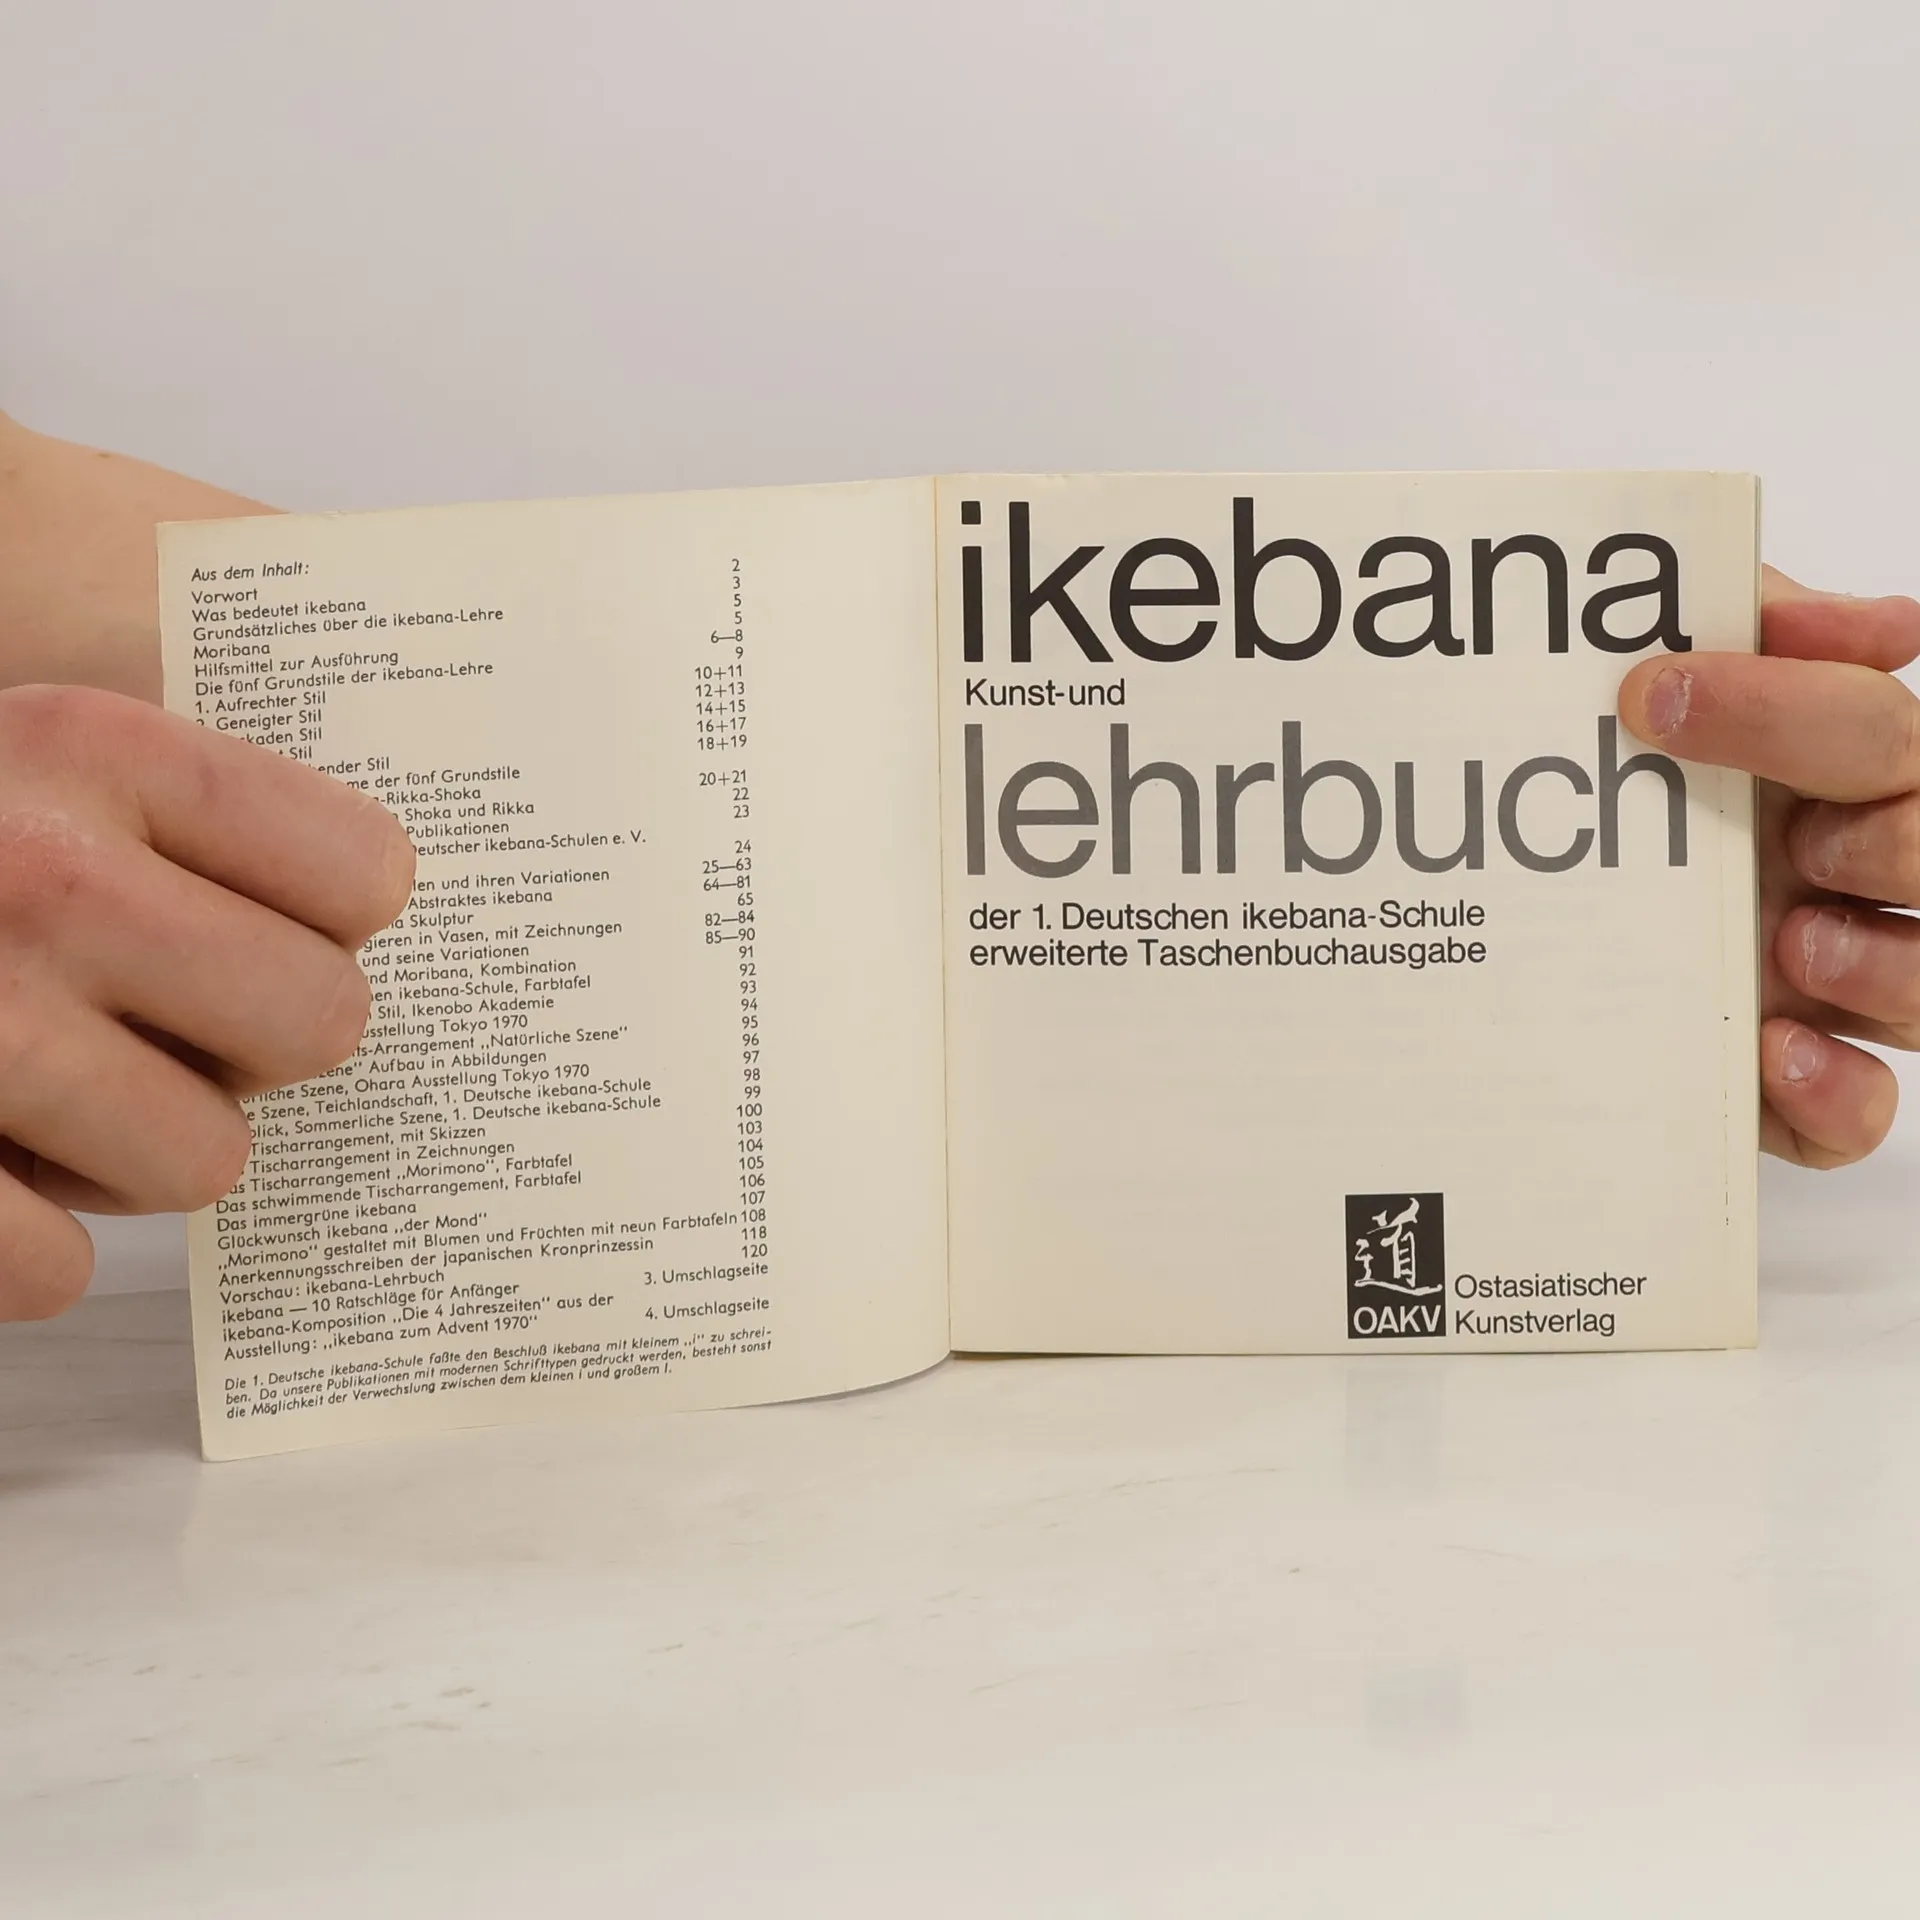 Aus dem Inhalt:
Vorwort 2
Was bedeutet ikebana 3
Grundsätzliches über die ikebana-Lehre 5
Moribana 5
Hilfsmittel zur Ausführung 6—8
Die fünf Grundstile der ikebana-Lehre 9
1. Aufrechter Stil 10+11
2. Geneigter Stil 12+13
Stil 14+15
Stil 16+17
Stil 18+19
der fünf Grundstile
-Rikka-Shoka 20+21
Shoka und Rikka 22
Publikationen 23
Deutscher ikebana-Schulen e. V.
24
und ihren Variationen 25—63
Abstraktes ikebana 64—81
Skulptur 65
in Vasen, mit Zeichnungen 82—84
und seine Variationen 85—90
und Moribana, Kombination 91
ikebana-Schule, Farbtafel 92
Stil, Ikenobo Akademie 93
Ausstellung Tokyo 1970 94
-Arrangement „Natürliche Szene“ 95
Szene“ Aufbau in Abbildungen 96
Szene, Ohara Ausstellung Tokyo 1970 97
Szene, Teichlandschaft, 1. Deutsche ikebana-Schule 98
Sommerliche Szene, 1. Deutsche ikebana-Schule 99
Tischarrangement, mit Skizzen 100
Tischarrangement in Zeichnungen 103
Das Tischarrangement „Morimono“, Farbtafel 104
Das schwimmende Tischarrangement, Farbtafel 105
Das immergrüne ikebana 106
Glückwunsch ikebana „der Mond“ 107
„Morimono“ gestaltet mit Blumen und Früchten mit neun Farbtafeln 108
Anerkennungsschreiben der japanischen Kronprinzessin 118
Vorschau: ikebana-Lehrbuch 120
ikebana — 10 Ratschläge für Anfänger 3. Umschlagseite
ikebana-Komposition „Die 4 Jahreszeiten“ aus der
Ausstellung: „ikebana zum Advent 1970“ 4. Umschlagseite
Die 1. Deutsche ikebana-Schule faßte den Beschluß ikebana mit kleinem „i“ zu schrei-
ben. Da unsere Publikationen mit modernen Schrifttypen gedruckt werden, besteht sonst
die Möglichkeit der Verwechslung zwischen dem kleinen i und großem I.
ikebana
Kunst-und
lehrbuch
der 1. Deutschen ikebana-Schule
erweiterte Taschenbuchausgabe
道
OAKV
Ostasiatischer
Kunstverlag